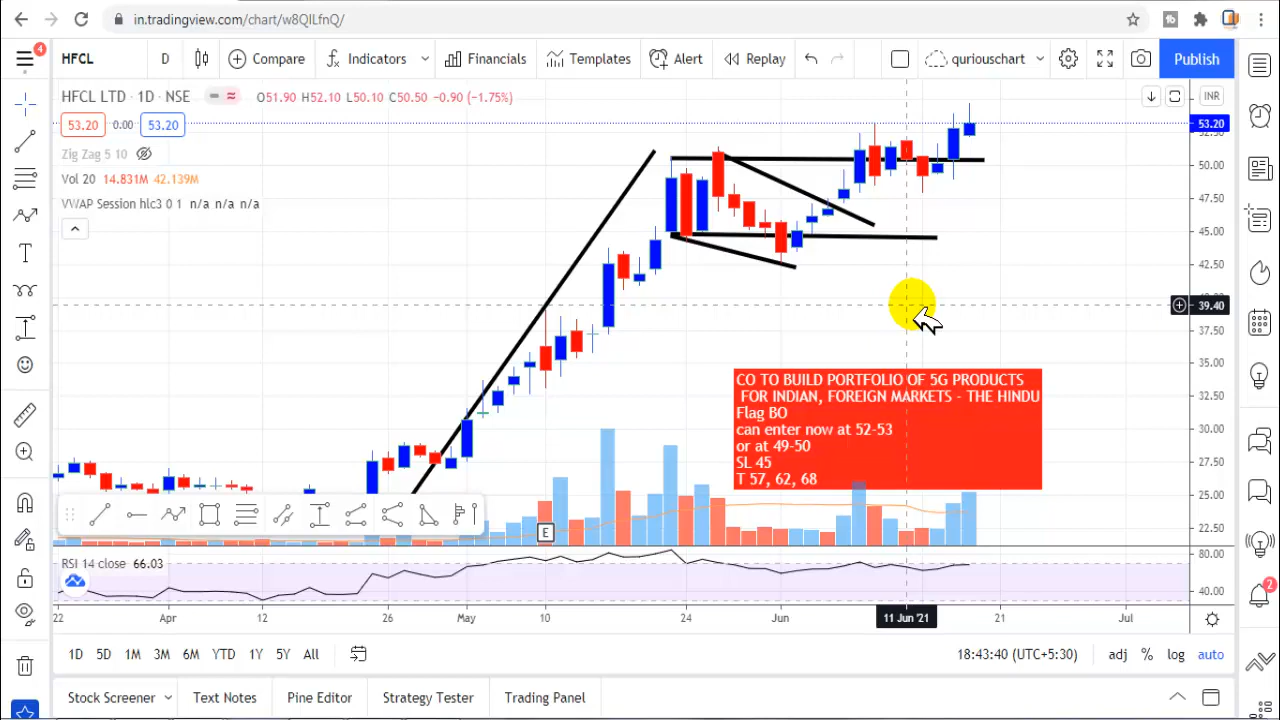 in.tradingview.com/chart/w8QILfnQ/
4
HFCL
D
Compare
Indicators
Financials
Templates
Alert
Replay
quriouschart
Publish
HFCL LTD · 1D · NSE
O51.90 H52.10 L50.10 C50.50 −0.90 (−1.75%)
INR
53.20
0.00
53.20
53.20
Zig Zag 5 10
Vol 20 14.831M 42.139M
VWAP Session hlc3 0 1 n/a n/a n/a
50.00
47.50
45.00
42.50
39.40
37.50
35.00
32.50
30.00
27.50
25.00
22.50
CO TO BUILD PORTFOLIO OF 5G PRODUCTS
FOR INDIAN, FOREIGN MARKETS - THE HINDU
Flag BO
can enter now at 52-53
or at 49-50
SL 45
T 57, 62, 68
E
RSI 14 close 66.03
80.00
40.00
2
22
Apr
12
26
May
10
24
Jun
11 Jun '21
21
Jul
1D
5D
1M
3M
6M
YTD
1Y
5Y
All
18:43:40 (UTC+5:30)
adj
%
log
auto
Stock Screener
Text Notes
Pine Editor
Strategy Tester
Trading Panel